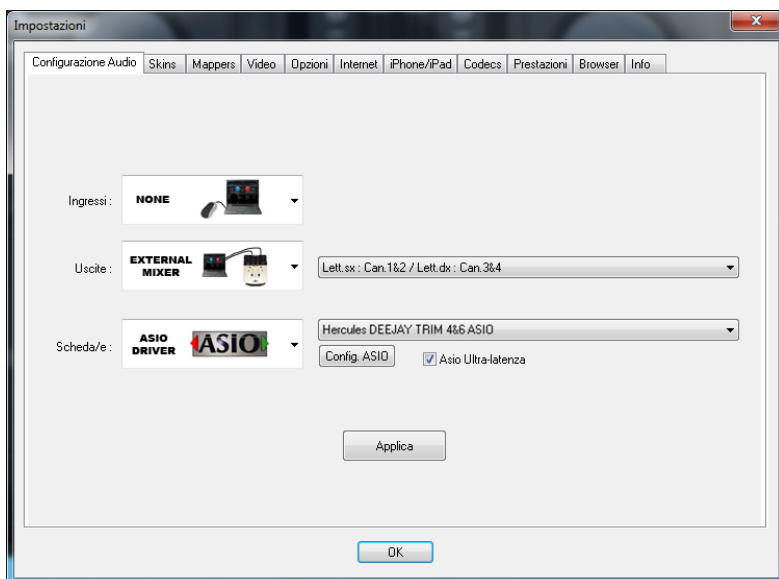 Impostazioni
Configurazione Audio Skins Mappers Video Opzioni Internet iPhone/iPad Codecs Prestazioni Browser Info
Ingressi : NONE
Uscite : EXTERNAL MIXER Lett.sx : Can.1&2 / Lett.dx : Can.3&4
Hercules DEEJAY TRIM 4&6 ASIO
Scheda/e : ASIO DRIVER ASIO
Config. ASIO Asio Ultra-latenza
Applica
OK